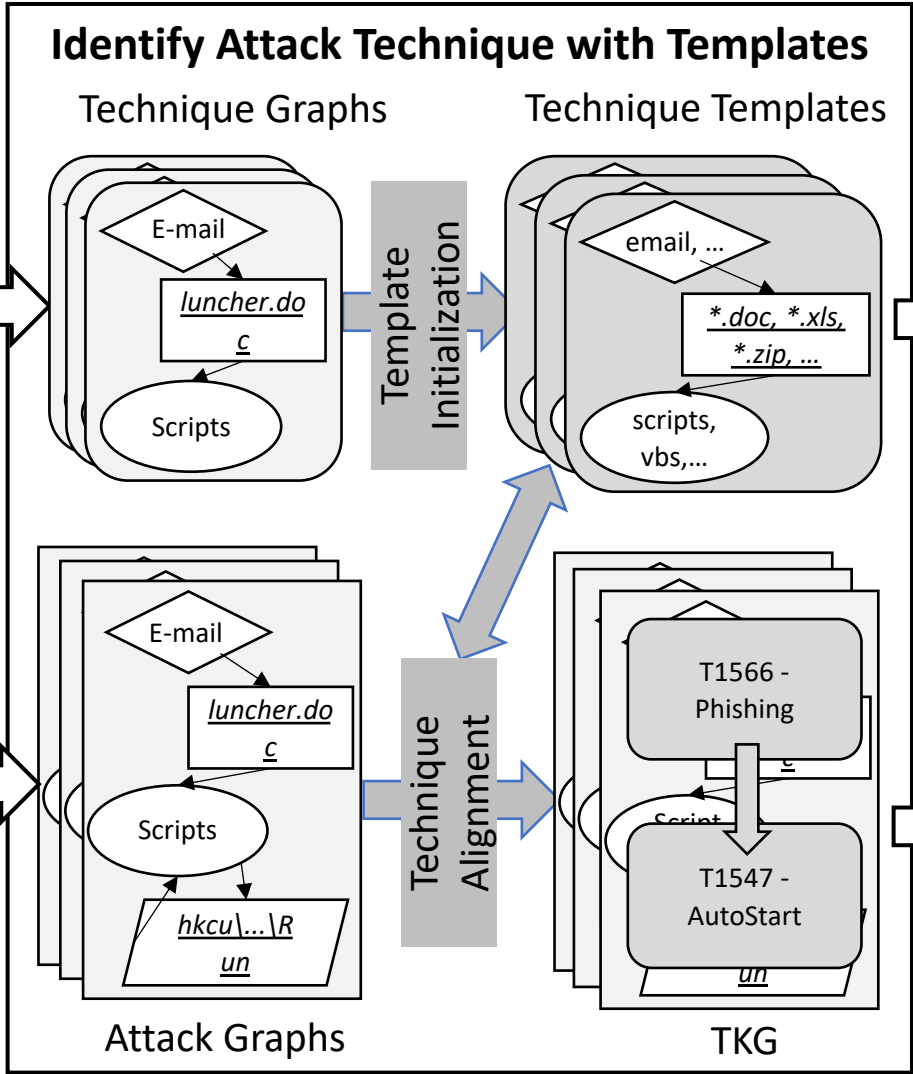 Identify Attack Technique with Templates
Technique Graphs
Technique Templates
E-mail
luncher.do
c
Scripts
Template
Initialization
email, ...
*.doc, *.xls,
*.zip, ...
scripts,
vbs,...
E-mail
luncher.do
c
Scripts
hkcu\...\R
un
Technique
Alignment
T1566 -
Phishing
c
Script
T1547 -
AutoStart
un
Attack Graphs
TKG